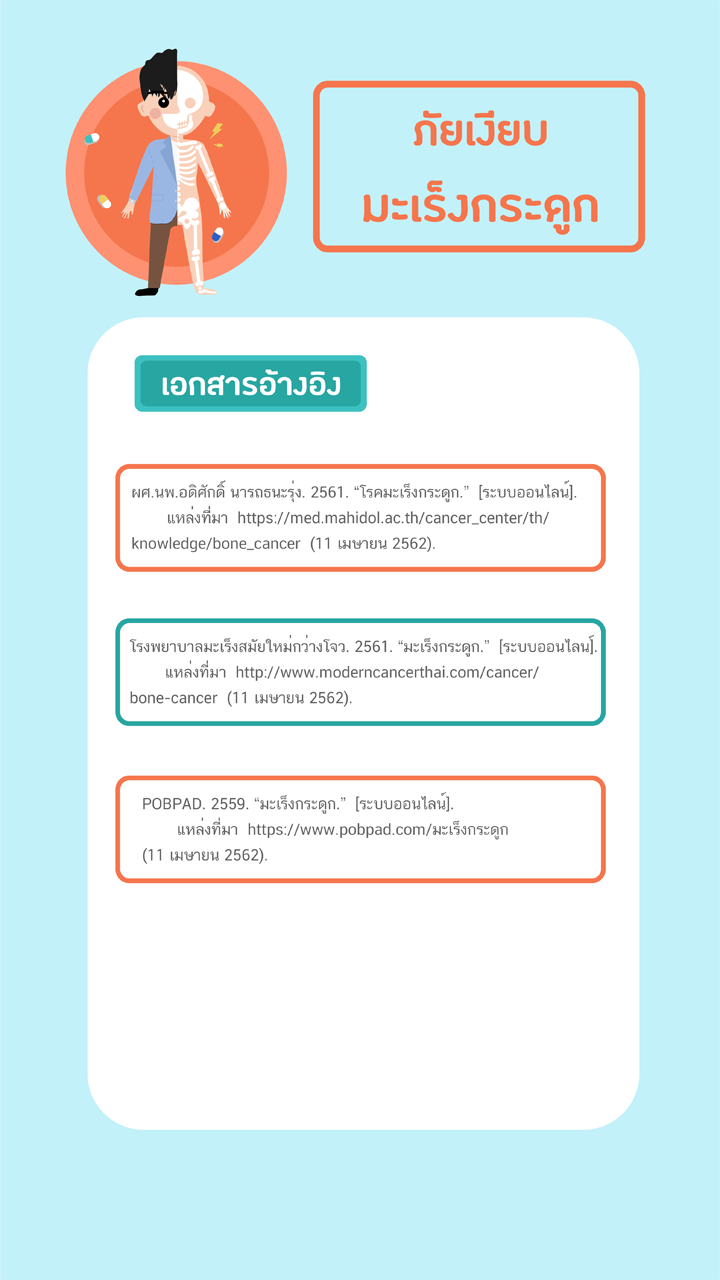 ภัยเงียบ
มะเร็งกระดูก
เอกสารอ้างอิง
ผศ.นพ.อดิศักดิ์ นารถธนะรุ่ง. 2561. “โรคมะเร็งกระดูก.” [ระบบออนไลน์].
แหล่งที่มา https://med.mahidol.ac.th/cancer_center/th/
knowledge/bone_cancer (11 เมษายน 2562).
โรงพยาบาลมะเร็งสมัยใหม่กว่างโจว. 2561. “มะเร็งกระดูก.” [ระบบออนไลน์].
แหล่งที่มา http://www.moderncancerthai.com/cancer/
bone-cancer (11 เมษายน 2562).
POBPAD. 2559. “มะเร็งกระดูก.” [ระบบออนไลน์].
แหล่งที่มา https://www.pobpad.com/มะเร็งกระดูก
(11 เมษายน 2562).